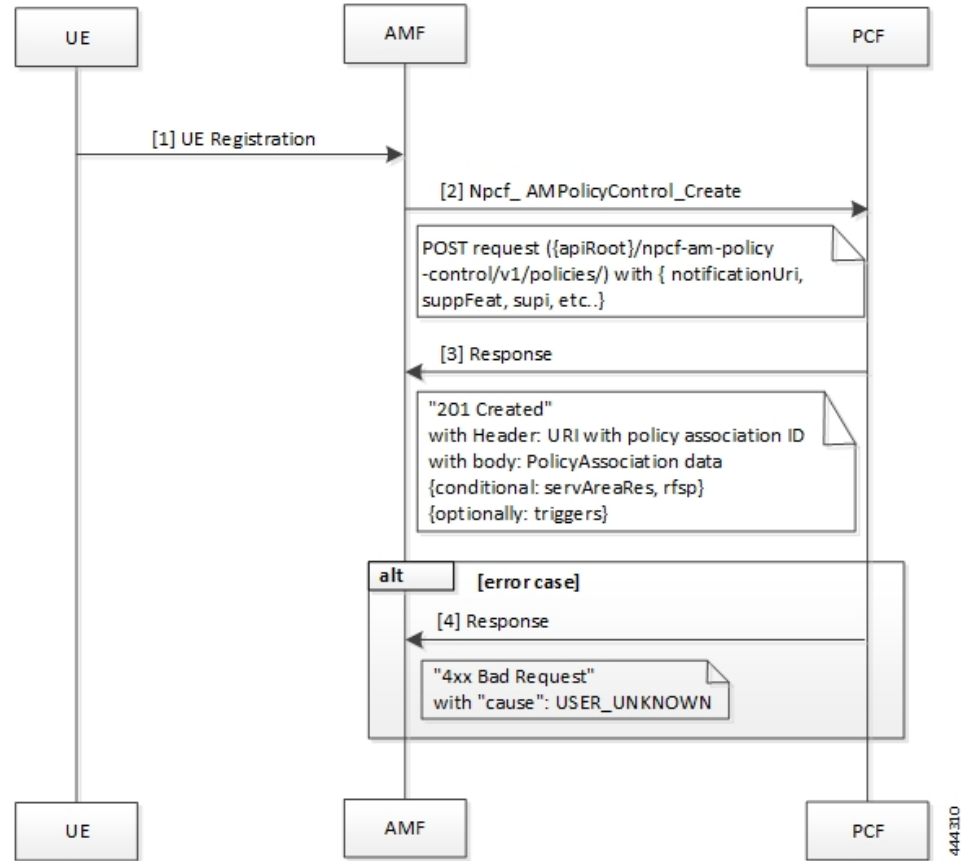 UE
AMF
PCF
[1] UE Registration
[2] Npcf_ AMPolicyControl_Create
POST request ({apiRoot}/npcf-am-policy
-control/v1/policies/) with { notificationUri,
suppFeat, supi, etc..}
[3] Response
"201 Created"
with Header: URI with policy association ID
with body: PolicyAssociation data
{conditional: servAreaRes, rfsp}
{optionally: triggers}
alt
[error case]
[4] Response
"4xx Bad Request"
with "cause": USER_UNKNOWN
UE
AMF
PCF
444310